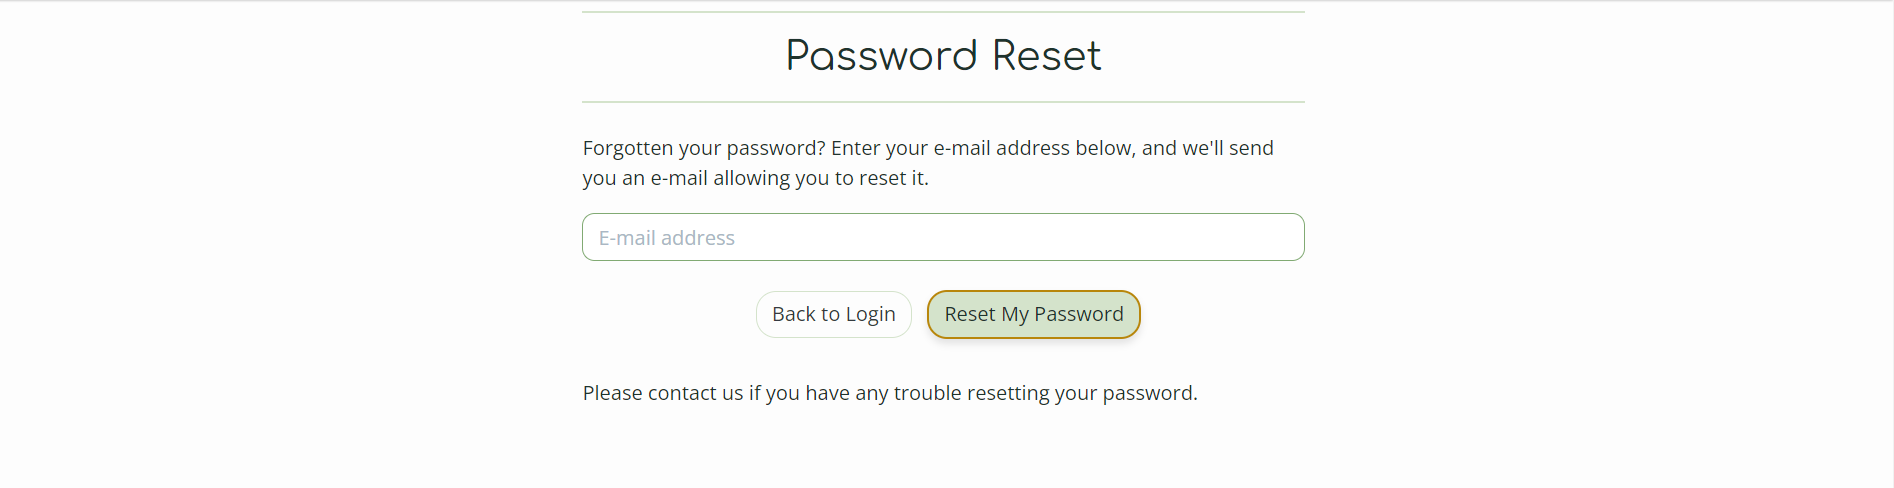 Password Reset
Forgotten your password? Enter your e-mail address below, and we'll send
you an e-mail allowing you to reset it.
E-mail address
Back to Login
Reset My Password
Please contact us if you have any trouble resetting your password.